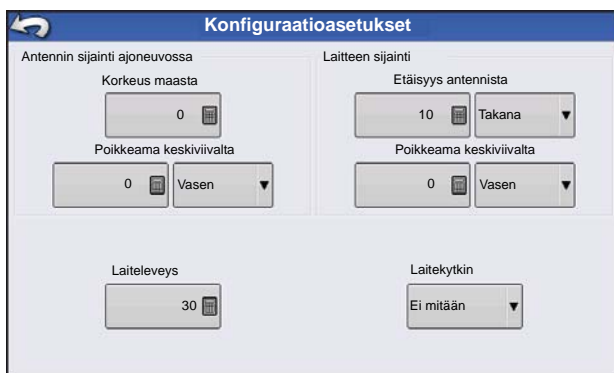 Konfiguraatioasetukset
Antennin sijainti ajoneuvossa
Korkeus maasta
0
Poikkeama keskiviivalta
0 Vasen
Laitteen sijainti
Etäisyys antennista
10 Takana
Poikkeama keskiviivalta
0 Vasen
Laiteleveys
30
Laitekytkin
Ei mitään